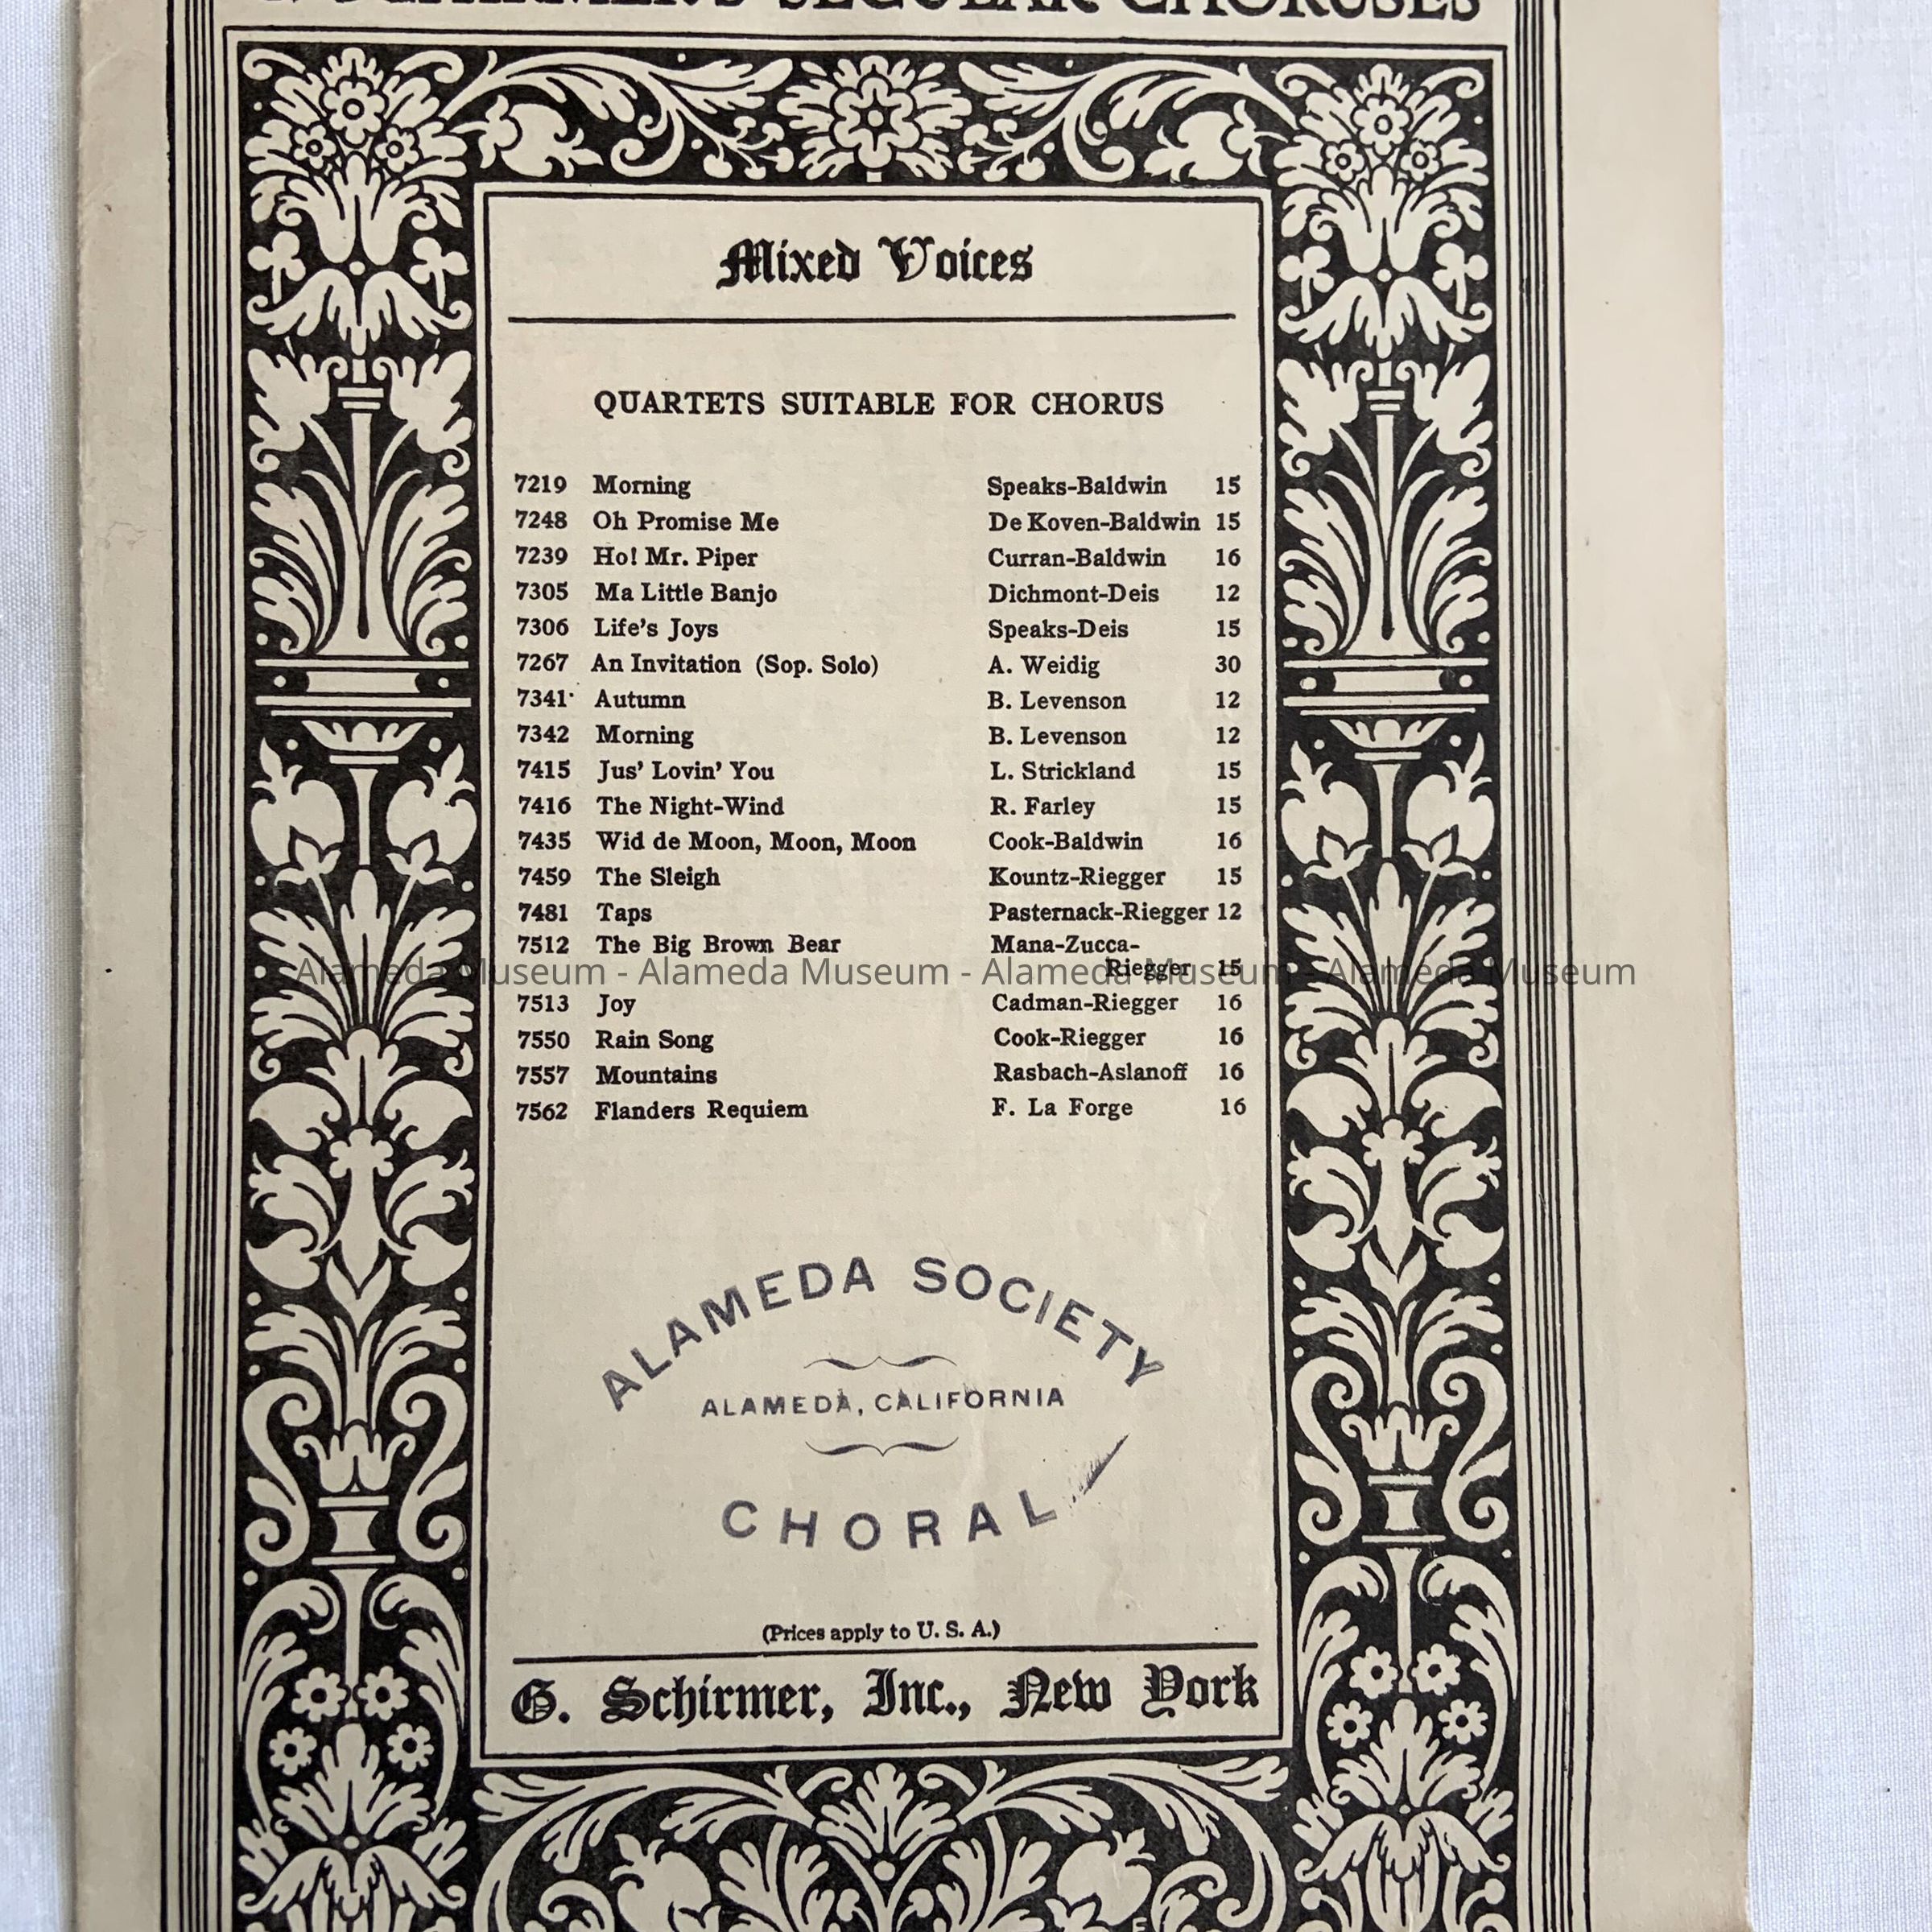 SCHIRMER'S SECULAR CHORUSES
Mixed Voices
QUARTETS SUITABLE FOR CHORUS
7219 Morning Speaks-Baldwin 15
7248 Oh Promise Me De Koven-Baldwin 15
7239 Ho! Mr. Piper Curran-Baldwin 16
7305 Ma Little Banjo Dichmont-Deis 12
7306 Life's Joys Speaks-Deis 15
7267 An Invitation (Sop. Solo) A. Weidig 30
7341 Autumn B. Levenson 12
7342 Morning B. Levenson 12
7415 Jus' Lovin' You L. Strickland 15
7416 The Night-Wind R. Farley 15
7435 Wid de Moon, Moon, Moon Cook-Baldwin 16
7459 The Sleigh Kountz-Riegger 15
7481 Taps Pasternack-Riegger 12
7512 The Big Brown Bear Mana-Zucca-
Riegger 15
Alameda Museum - Alameda Museum - Alameda Museum - Alameda Museum
7513 Joy Cadman-Riegger 16
7550 Rain Song Cook-Riegger 16
7557 Mountains Rasbach-Aslanoff 16
7562 Flanders Requiem F. La Forge 16
ALAMEDA SOCIETY
ALAMEDA, CALIFORNIA
CHORAL
(Prices apply to U. S. A.)
G. Schirmer, Inc., New York